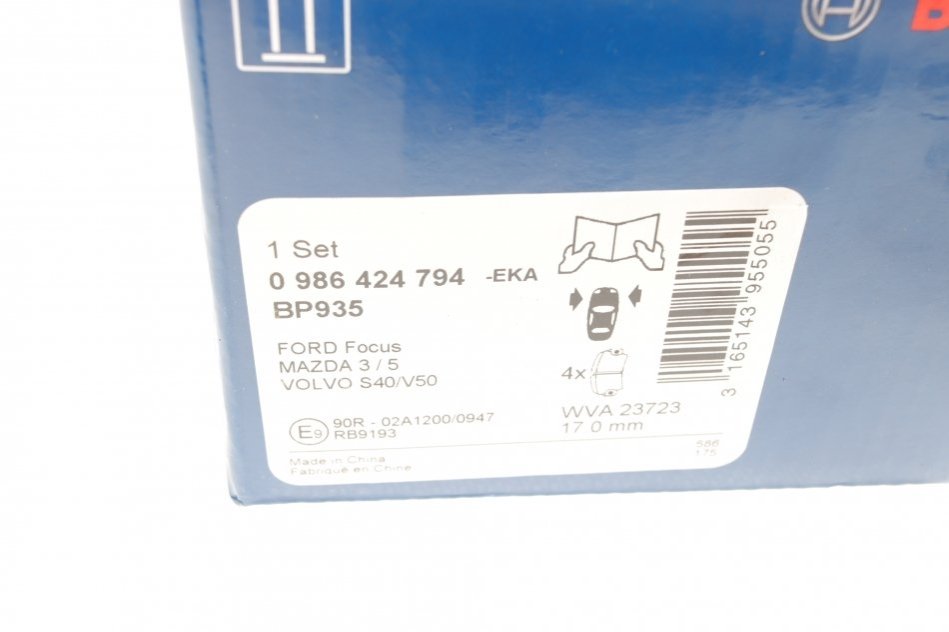 1 Set
0 986 424 794 -EKA
BP935
FORD Focus
MAZDA 3 / 5
VOLVO S40/V50
E9 90R - 02A1200/0947
RB9193
Made in China
Fabriqué en Chine
4x
WVA 23723
17.0 mm
586
175
3 165143 955055